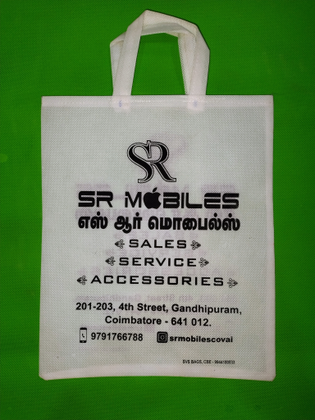 SR
SR MOBILES
எஸ் ஆர் மொபைல்ஸ்
SALES
SERVICE
ACCESSORIES
201-203, 4th Street, Gandhipuram,
Coimbatore - 641 012.
9791766788 srmobilescovai